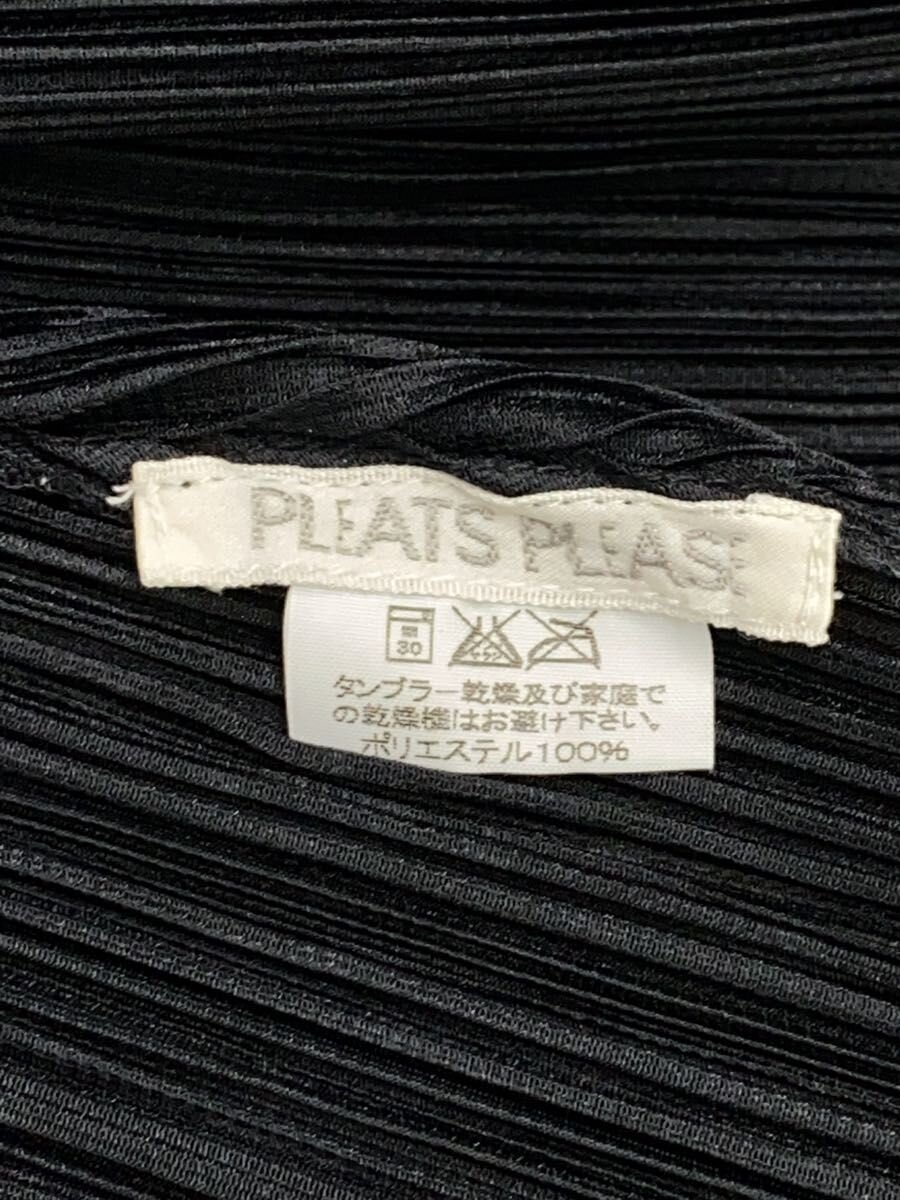 PLEATS PLEASE
弱
30
タンブラー乾燥及び家庭で
の乾燥機はお避け下さい。
ポリエステル100%